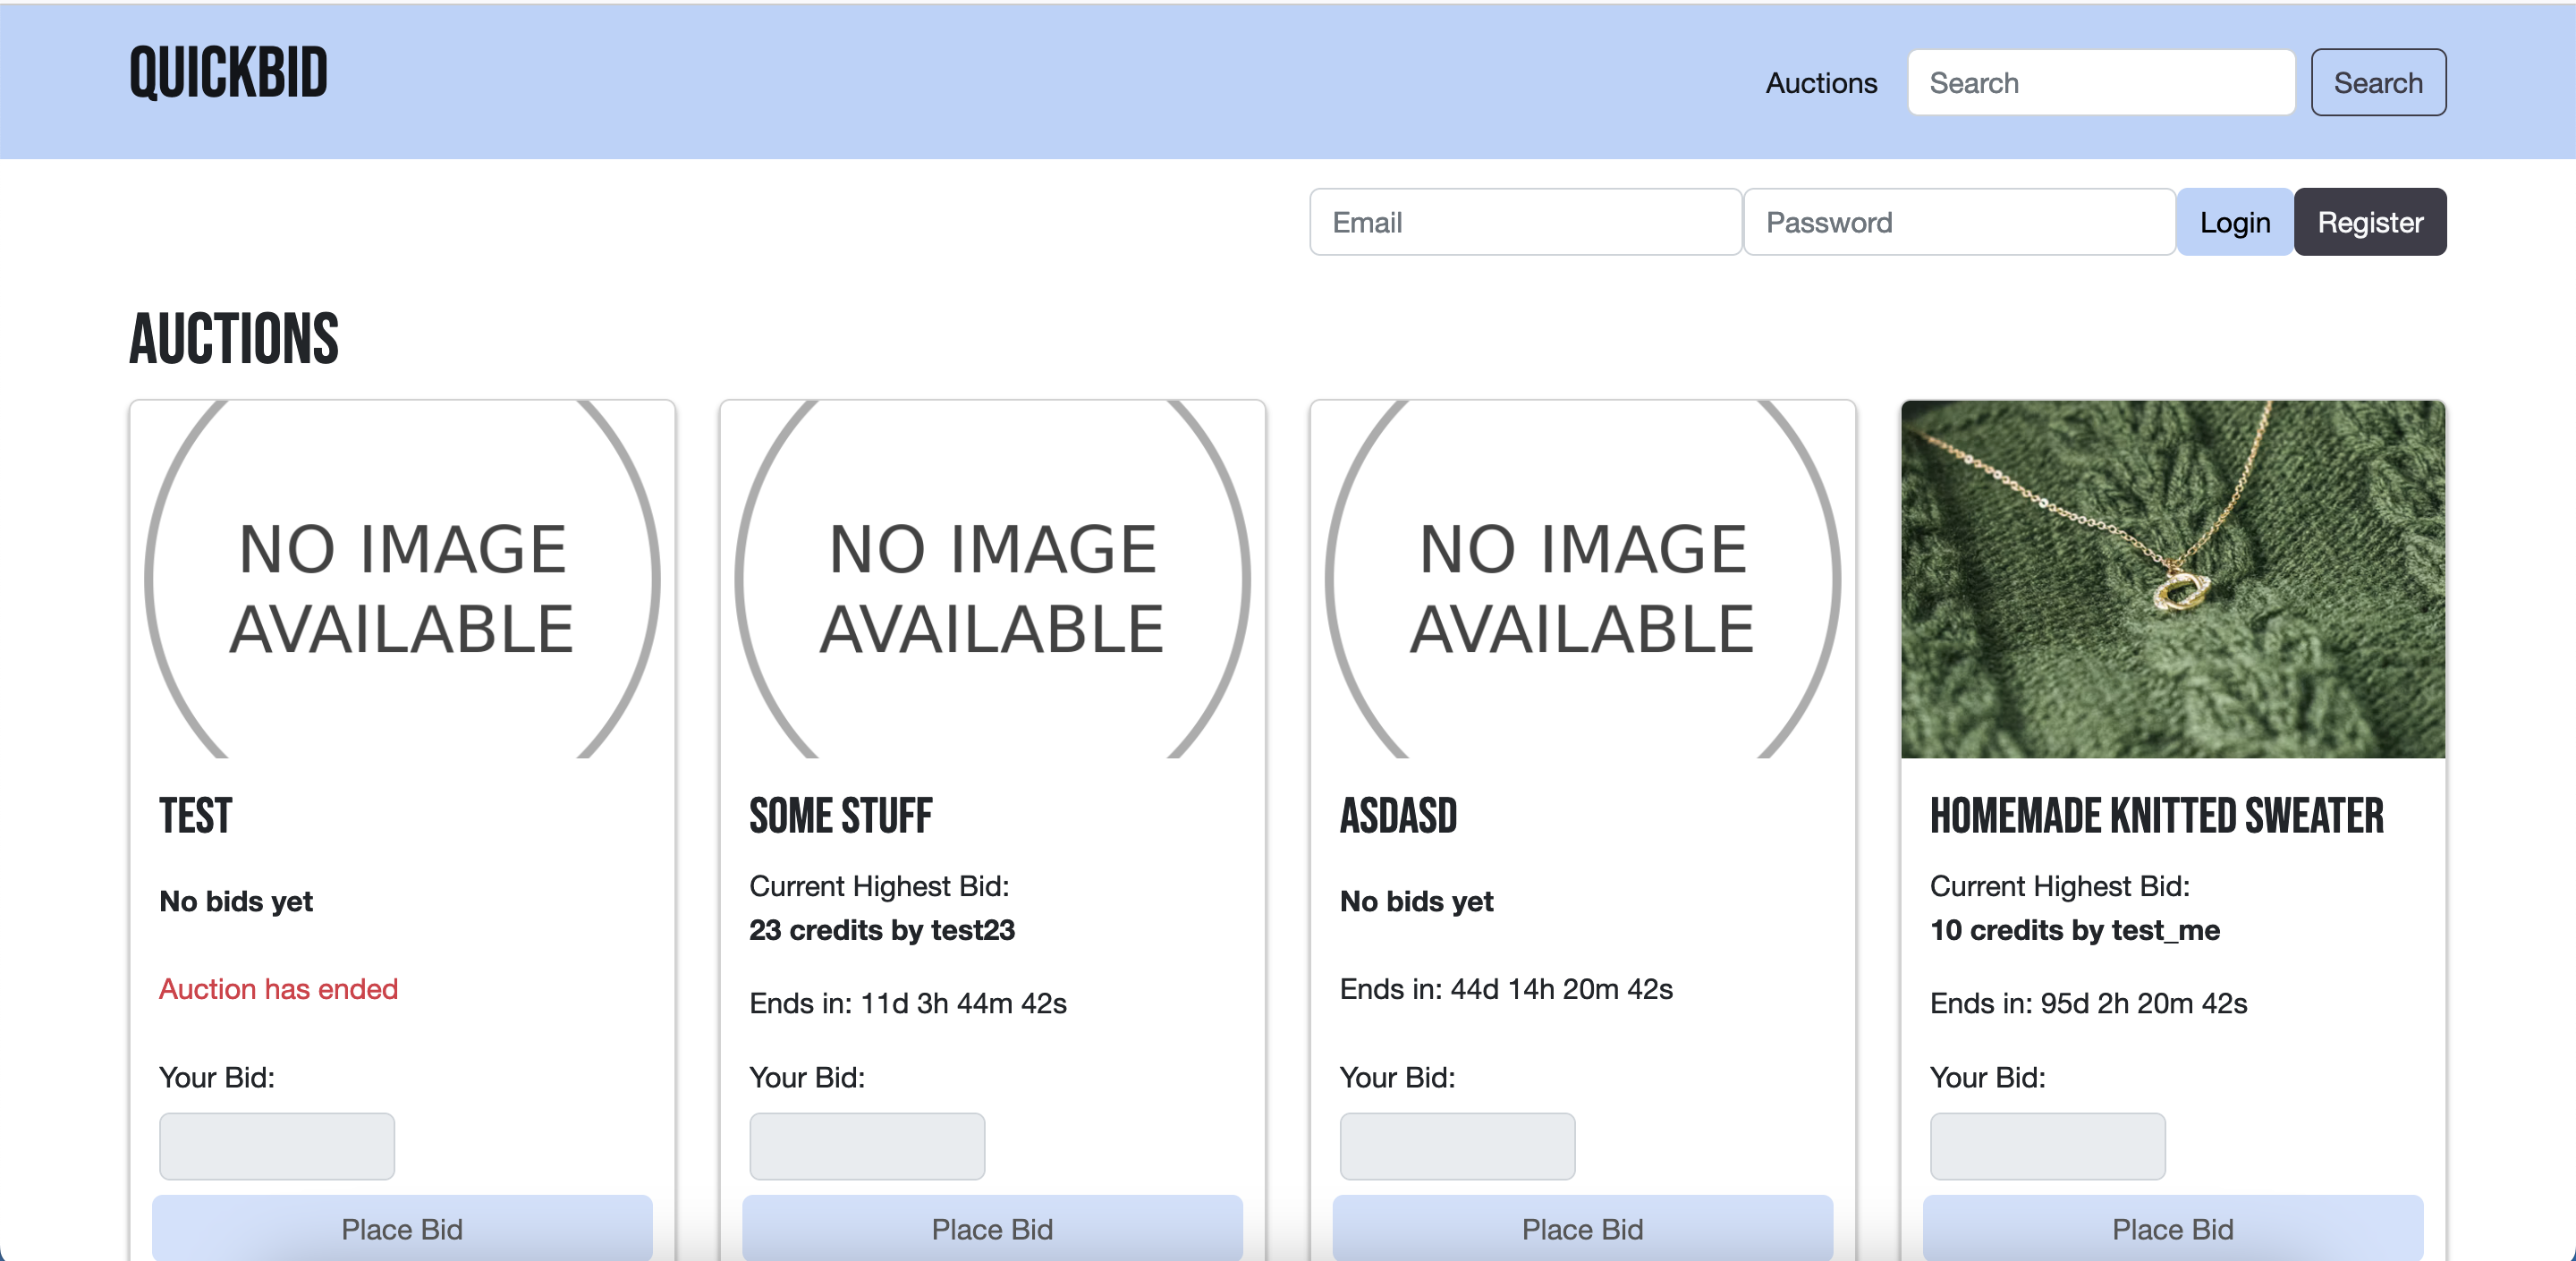 QUICKBID
Auctions
Search
Search
Email
Password
Login
Register
AUCTIONS
NO IMAGE
AVAILABLE
TEST
No bids yet
Auction has ended
Your Bid:
Place Bid
NO IMAGE
AVAILABLE
SOME STUFF
Current Highest Bid:
23 credits by test23
Ends in: 11d 3h 44m 42s
Your Bid:
Place Bid
NO IMAGE
AVAILABLE
ASDASD
No bids yet
Ends in: 44d 14h 20m 42s
Your Bid:
Place Bid
HOMEMADE KNITTED SWEATER
Current Highest Bid:
10 credits by test_me
Ends in: 95d 2h 20m 42s
Your Bid:
Place Bid